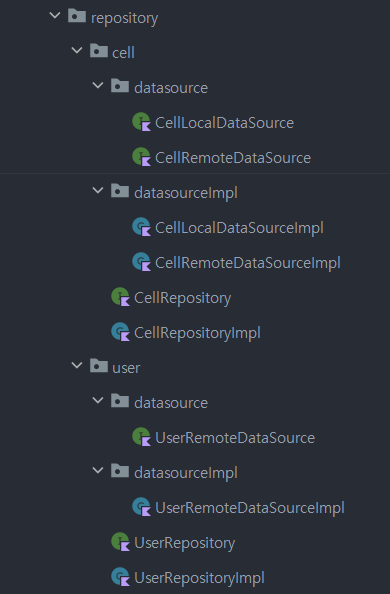 repository
cell
datasource
CellLocalDataSource
CellRemoteDataSource
datasourceImpl
CellLocalDataSourceImpl
CellRemoteDataSourceImpl
CellRepository
CellRepositoryImpl
user
datasource
UserRemoteDataSource
datasourceImpl
UserRemoteDataSourceImpl
UserRepository
UserRepositoryImpl